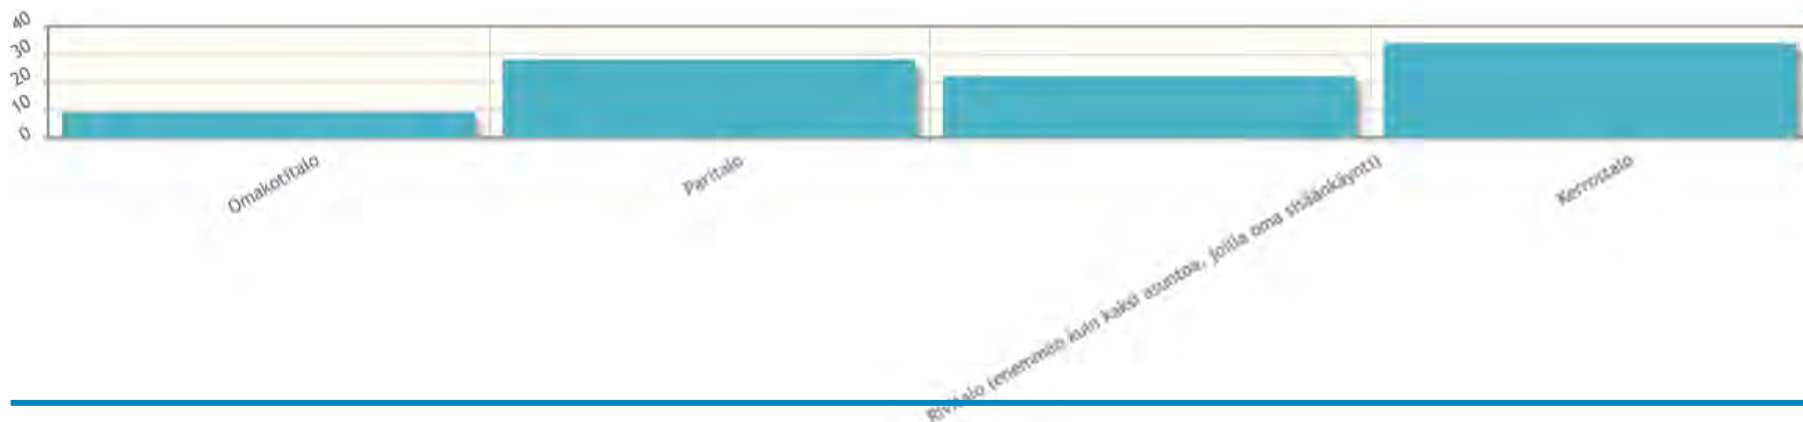 40
30
20
10
0
Omakotitalo
Paritalo
Rivitalo (enemmän kuin kaksi asuntoa, joilla oma sisäänkäynti)
Kerrostalo